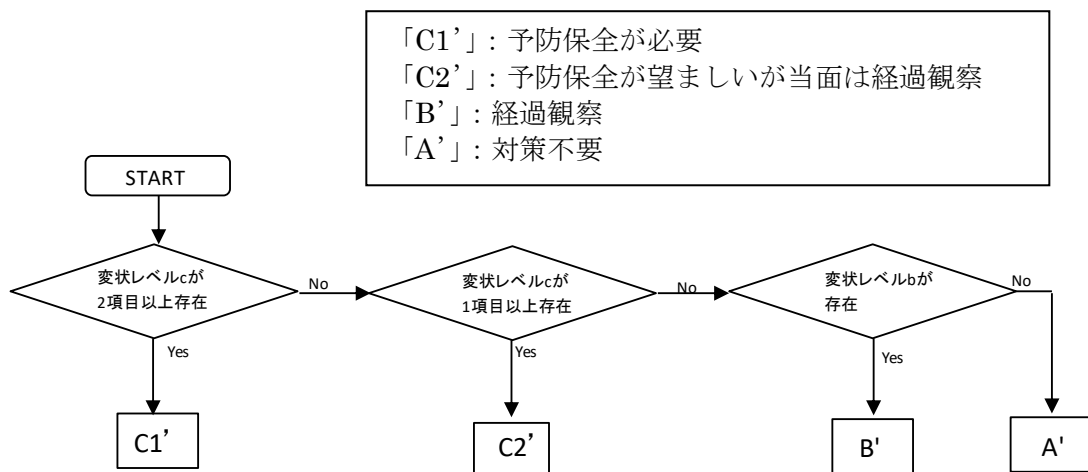 「C1’」: 予防保全が必要
「C2’」: 予防保全が望ましいが当面は経過観察
「B’」: 経過観察
「A’」: 対策不要
START
変状レベルcが
2項目以上存在
No
変状レベルcが
1項目以上存在
No
変状レベルbが
存在
No
Yes
Yes
Yes
C1’
C2’
B'
A'